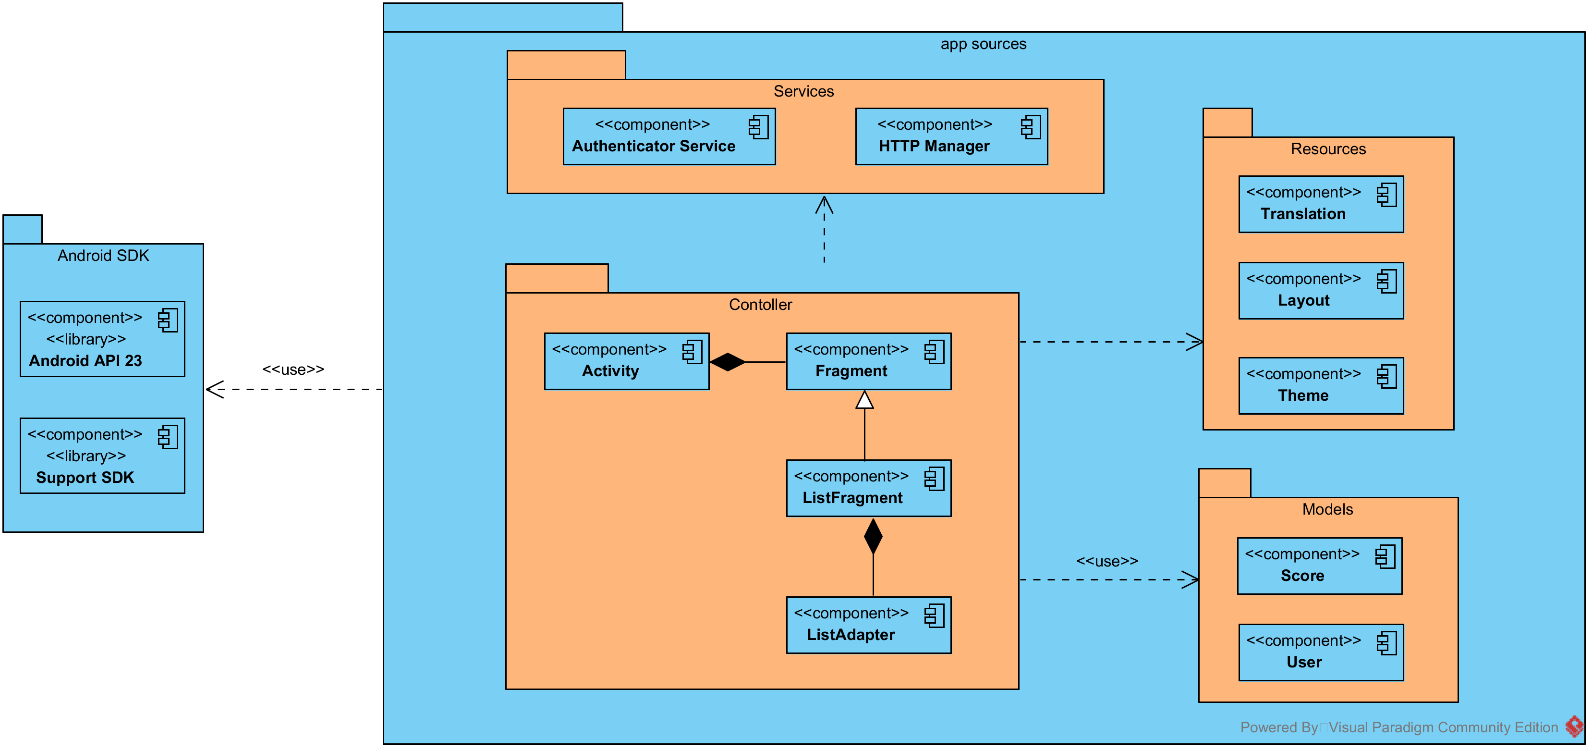 app sources
Services
<<component>>
Authenticator Service
<<component>>
HTTP Manager
Resources
<<component>>
Translation
<<component>>
Layout
<<component>>
Theme
Android SDK
<<component>>
<<library>>
Android API 23
<<component>>
<<library>>
Support SDK
<<use>>
Contoller
<<component>>
Activity
<<component>>
Fragment
<<component>>
ListFragment
<<component>>
ListAdapter
<<use>>
Models
<<component>>
Score
<<component>>
User
Powered By Visual Paradigm Community Edition